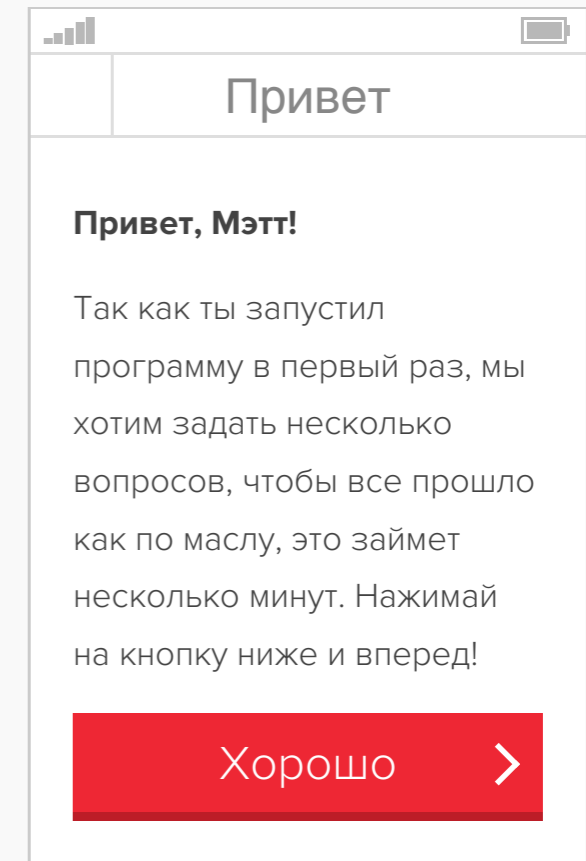 Привет
Привет, Мэтт!
Так как ты запустил
программу в первый раз, мы
хотим задать несколько
вопросов, чтобы все прошло
как по маслу, это займет
несколько минут. Нажимай
на кнопку ниже и вперед!
Хорошо